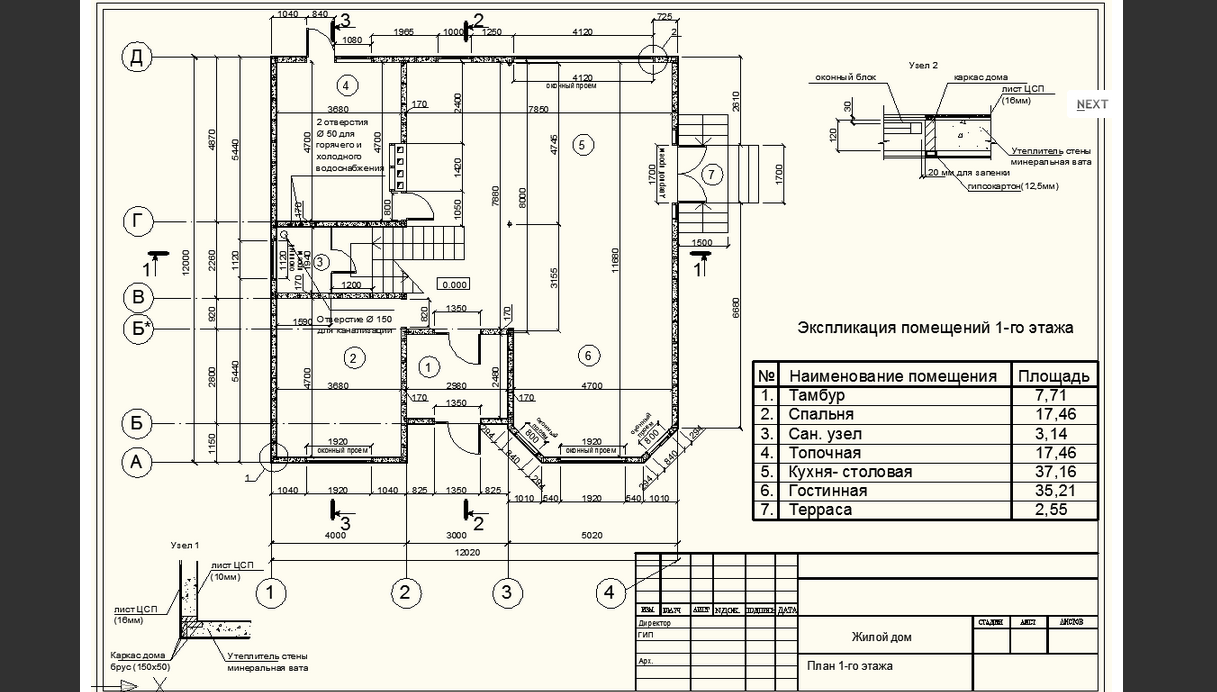 1040
840
3
2
725
1965
1000
1250
4120
2
1080
Д
4
4120
оконный проем
3680
170
7850
2400
2610
2 отверстия
Ø 50 для
горячего и
холодного
водоснабжения
4700
4700
4870
5440
5
4745
1420
1700
дверной проем
7
1700
7880
8000
800
1050
170
Г
1500
12000
2260
1120
1120
оконный
проем
1940
3
170
1200
1
1
11660
3155
0.000
В
920
1590
Отверстие Ø 150
для канализации
820
1350
170
6680
Б*
2
1
6
2800
5440
4700
3680
2980
2480
4700
170
1350
170
Б
1150
1920
оконный проем
294
840
294
800
1920
оконный проем
800
294
840
294
А
1
1040
1920
1040
825
1350
825
1010
540
1920
540
1010
3
2
4000
3000
5020
12020
1
2
3
4
Узел 2
оконный блок
каркас дома
лист ЦСП
(16мм)
NEXT
30
120
Утеплитель стены
минеральная вата
20 мм для запенки
гипсокартон(12,5мм)
Экспликация помещений 1-го этажа
№ Наименование помещения Площадь
1. Тамбур 7,71
2. Спальня 17,46
3. Сан. узел 3,14
4. Топочная 17,46
5. Кухня- столовая 37,16
6. Гостинная 35,21
7. Терраса 2,55
Узел 1
лист ЦСП
(10мм)
лист ЦСП
(16мм)
Каркас дома
брус (150х50)
Утеплитель стены
минеральная вата
X
ИЗМ. ЛИСТ NДОК. ПОДПИСЬ ДАТА
Директор
ГИП
Арх.
Жилой дом
СТАДИЯ ЛИСТ ЛИСТОВ
План 1-го этажа